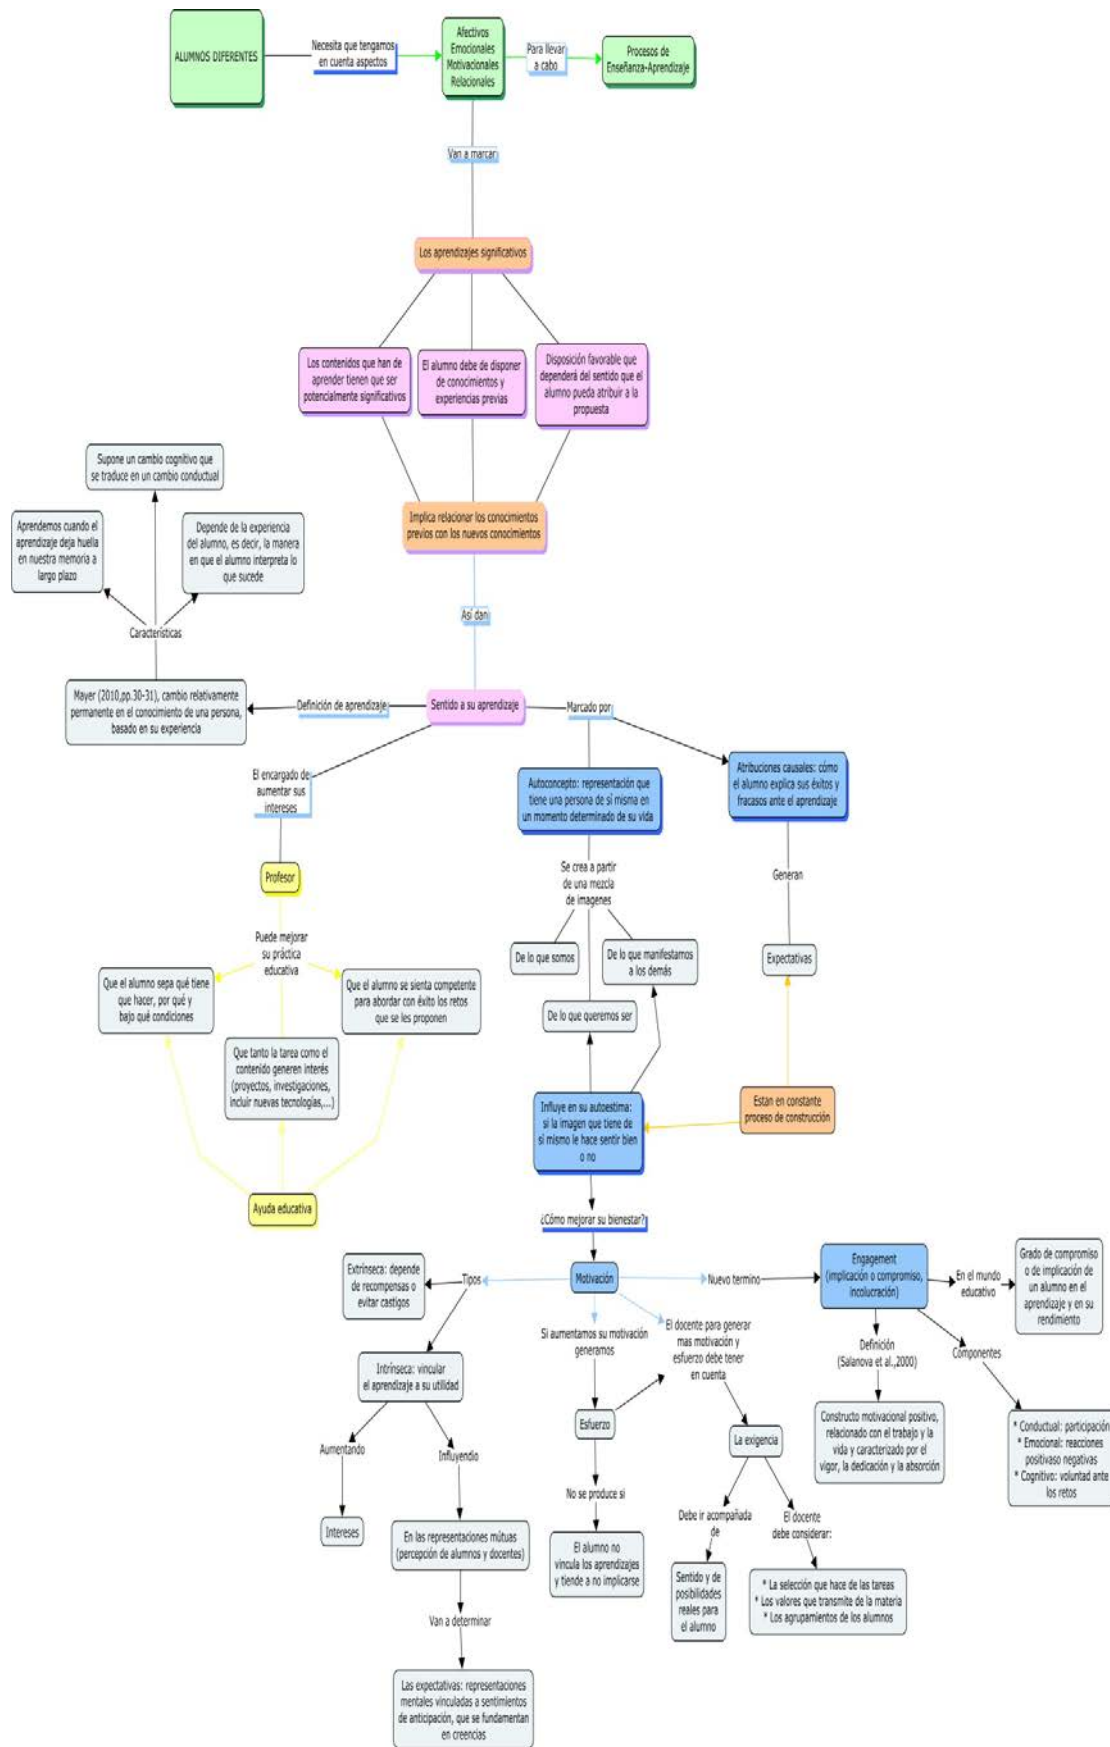 ALUMNOS DIFERENTES
Necesita que tengamos
en cuenta aspectos
Afectivos
Emocionales
Motivacionales
Relacionales
Para llevar
a cabo
Procesos de
Enseñanza-Aprendizaje
Van a marcar
Los aprendizajes significativos
Los contenidos que han de
aprender tienen que ser
potencialmente significativos
El alumno debe de disponer
de conocimientos y
experiencias previas
Disposición favorable que
dependerá del sentido que el
alumno pueda atribuir a la
propuesta
Implica relacionar los conocimientos
previos con los nuevos conocimientos
Así dan
Sentido a su aprendizaje
Definición de aprendizaje
Mayer (2010,pp.30-31), cambio relativamente
permanente en el conocimiento de una persona,
basado en su experiencia
Características
Aprendemos cuando el
aprendizaje deja huella
en nuestra memoria a
largo plazo
Supone un cambio cognitivo que
se traduce en un cambio conductual
Depende de la experiencia
del alumno, es decir, la manera
en que el alumno interpreta lo
que sucede
El encargado de
aumentar sus
intereses
Profesor
Puede mejorar
su práctica
educativa
Que el alumno sepa qué tiene
que hacer, por qué y
bajo qué condiciones
Que tanto la tarea como el
contenido generen interés
(proyectos, investigaciones,
incluir nuevas tecnologías,...)
Que el alumno se sienta competente
para abordar con éxito los retos
que se les proponen
Ayuda educativa
Marcado por
Autoconcepto: representación que
tiene una persona de sí misma en
un momento determinado de su vida
Se crea a partir
de una mezcla
de imagenes
De lo que somos
De lo que queremos ser
De lo que manifestamos
a los demás
Atribuciones causales: cómo
el alumno explica sus éxitos y
fracasos ante el aprendizaje
Generan
Expectativas
Están en constante
proceso de construcción
Influye en su autoestima:
si la imagen que tiene de
si mismo le hace sentir bien
o no
¿Cómo mejorar su bienestar?
Motivación
Tipos
Extrínseca: depende
de recompensas o
evitar castigos
Intrínseca: vincular
el aprendizaje a su utilidad
Aumentando
Intereses
Influyendio
En las representaciones mútuas
(percepción de alumnos y docentes)
Van a determinar
Las expectativas: representaciones
mentales vinculadas a sentimientos
de anticipación, que se fundamentan
en creencias
Si aumentamos su motivación
generamos
Esfuerzo
No se produce si
El alumno no
vincula los aprendizajes
y tiende a no implicarse
El docente para generar
mas motivación y
esfuerzo debe tener
en cuenta
La exigencia
Debe ir acompañada
de
Sentido y de
posibilidades
reales para
el alumno
El docente
debe considerar:
* La selección que hace de las tareas
* Los valores que transmite de la materia
* Los agrupamientos de los alumnos
Nuevo termino
Engagement
(implicación o compromiso,
incolucración)
En el mundo
educativo
Grado de compromiso
o de implicación de
un alumno en el
aprendizaje y en su
rendimiento
Definición
(Salanova et al.,2000)
Constructo motivacional positivo,
relacionado con el trabajo y la
vida y caractizado por el
vigor, la dedicación y la absorción
Componentes
* Conductual: participación
* Emocional: reacciones
positivaso negativas
* Cognitivo: voluntad ante
los retos